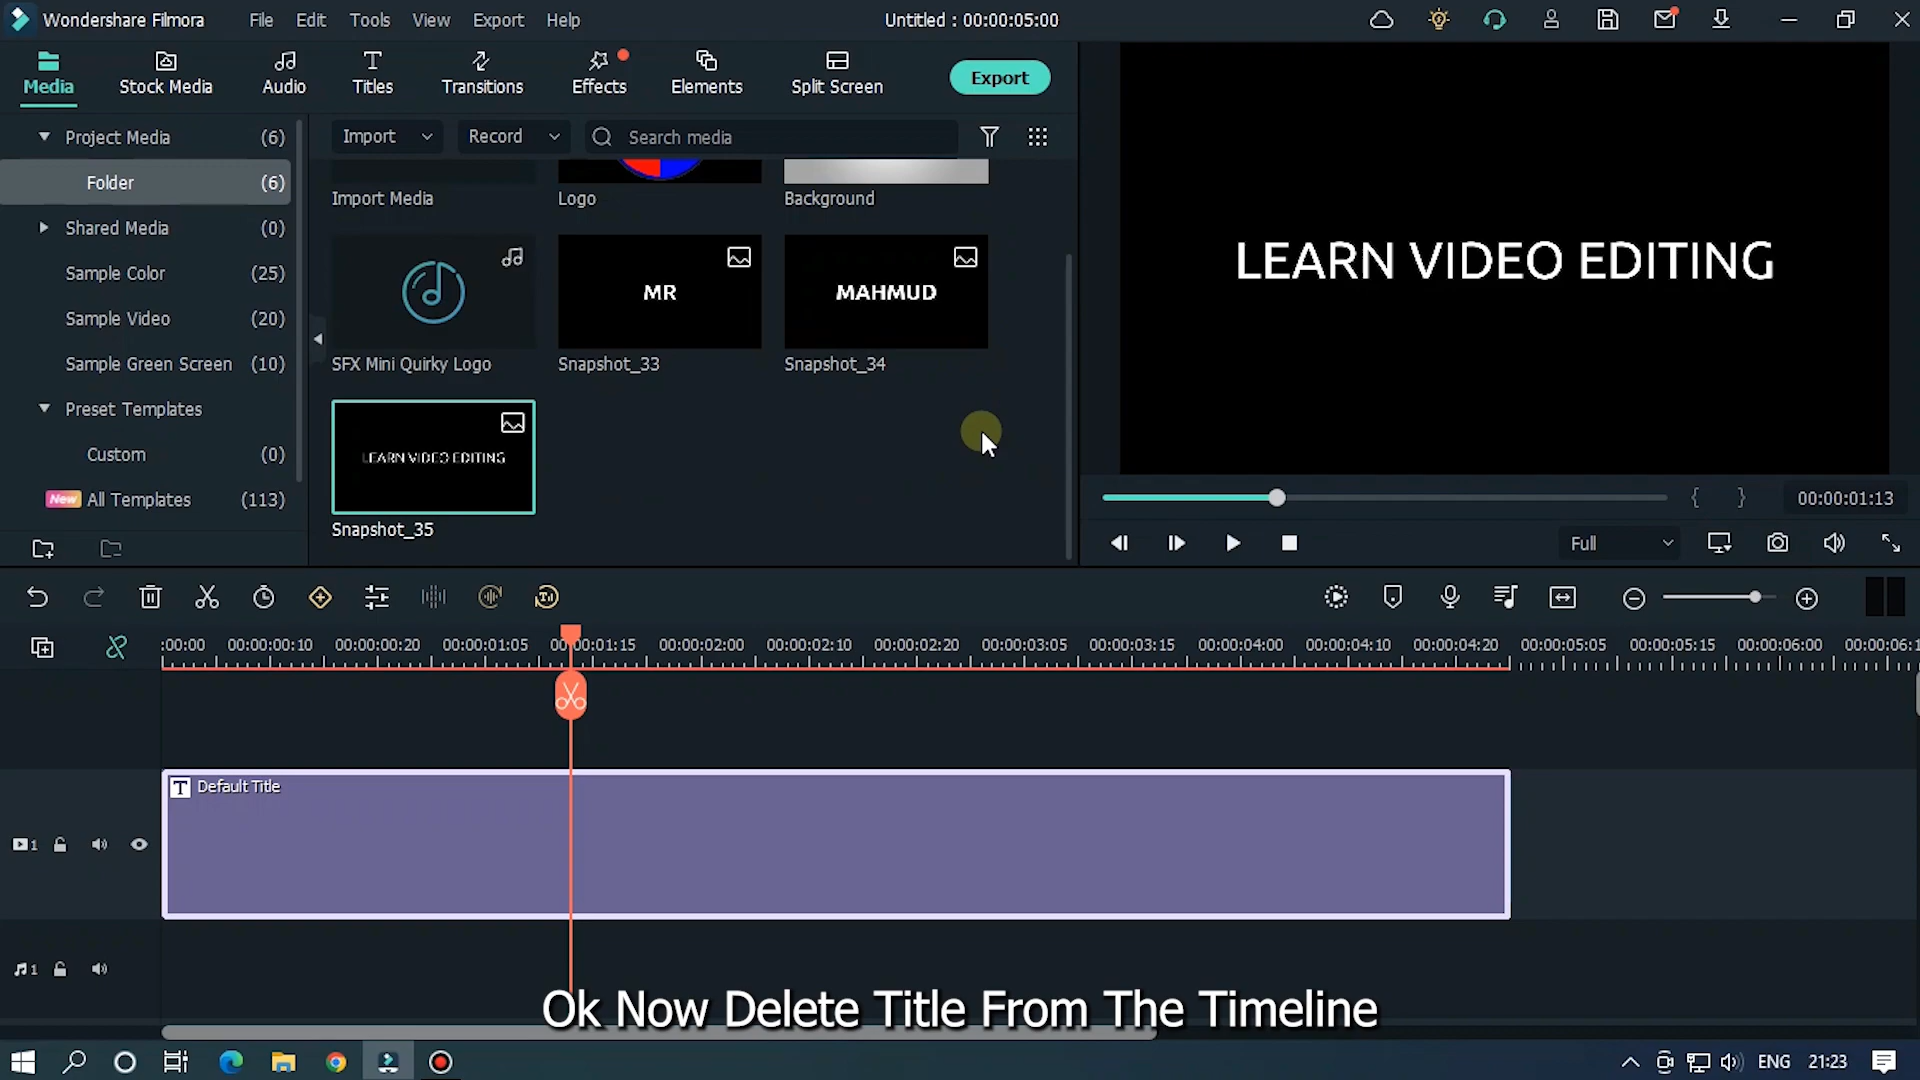 Wondershare Filmora
File
Edit
Tools
View
Export
Help
Untitled : 00:00:05:00
Media
Stock Media
Audio
Titles
Transitions
Effects
Elements
Split Screen
Export
Project Media (6)
Folder (6)
Shared Media (0)
Sample Color (25)
Sample Video (20)
Sample Green Screen (10)
Preset Templates
Custom (0)
New All Templates (113)
Import
Record
Search media
Import Media
Logo
Background
SFX Mini Quirky Logo
MR
Snapshot_33
MAHMUD
Snapshot_34
LEARN VIDEO EDITING
Snapshot_35
LEARN VIDEO EDITING
{ }
00:00:01:13
Full
:00:00 00:00:00:10 00:00:00:20 00:00:01:05 00:00:01:15 00:00:02:00 00:00:02:10 00:00:02:20 00:00:03:05 00:00:03:15 00:00:04:00 00:00:04:10 00:00:04:20 00:00:05:05 00:00:05:15 00:00:06:00 00:00:06:1
T Default Title
1
1
Ok Now Delete Title From The Timeline
ENG
21:23